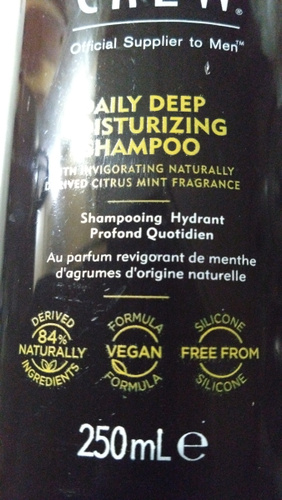 CREW®
Official Supplier to Men™
DAILY DEEP
MOISTURIZING
SHAMPOO
WITH INVIGORATING NATURALLY
DERIVED CITRUS MINT FRAGRANCE
Shampooing Hydrant
Profond Quotidien
Au parfum revigorant de menthe
d'agrumes d'origine naturelle
DERIVED
84%
NATURALLY
INGREDIENTS
FORMULA
VEGAN
FORMULA
SILICONE
FREE FROM
SILICONE
250mL e